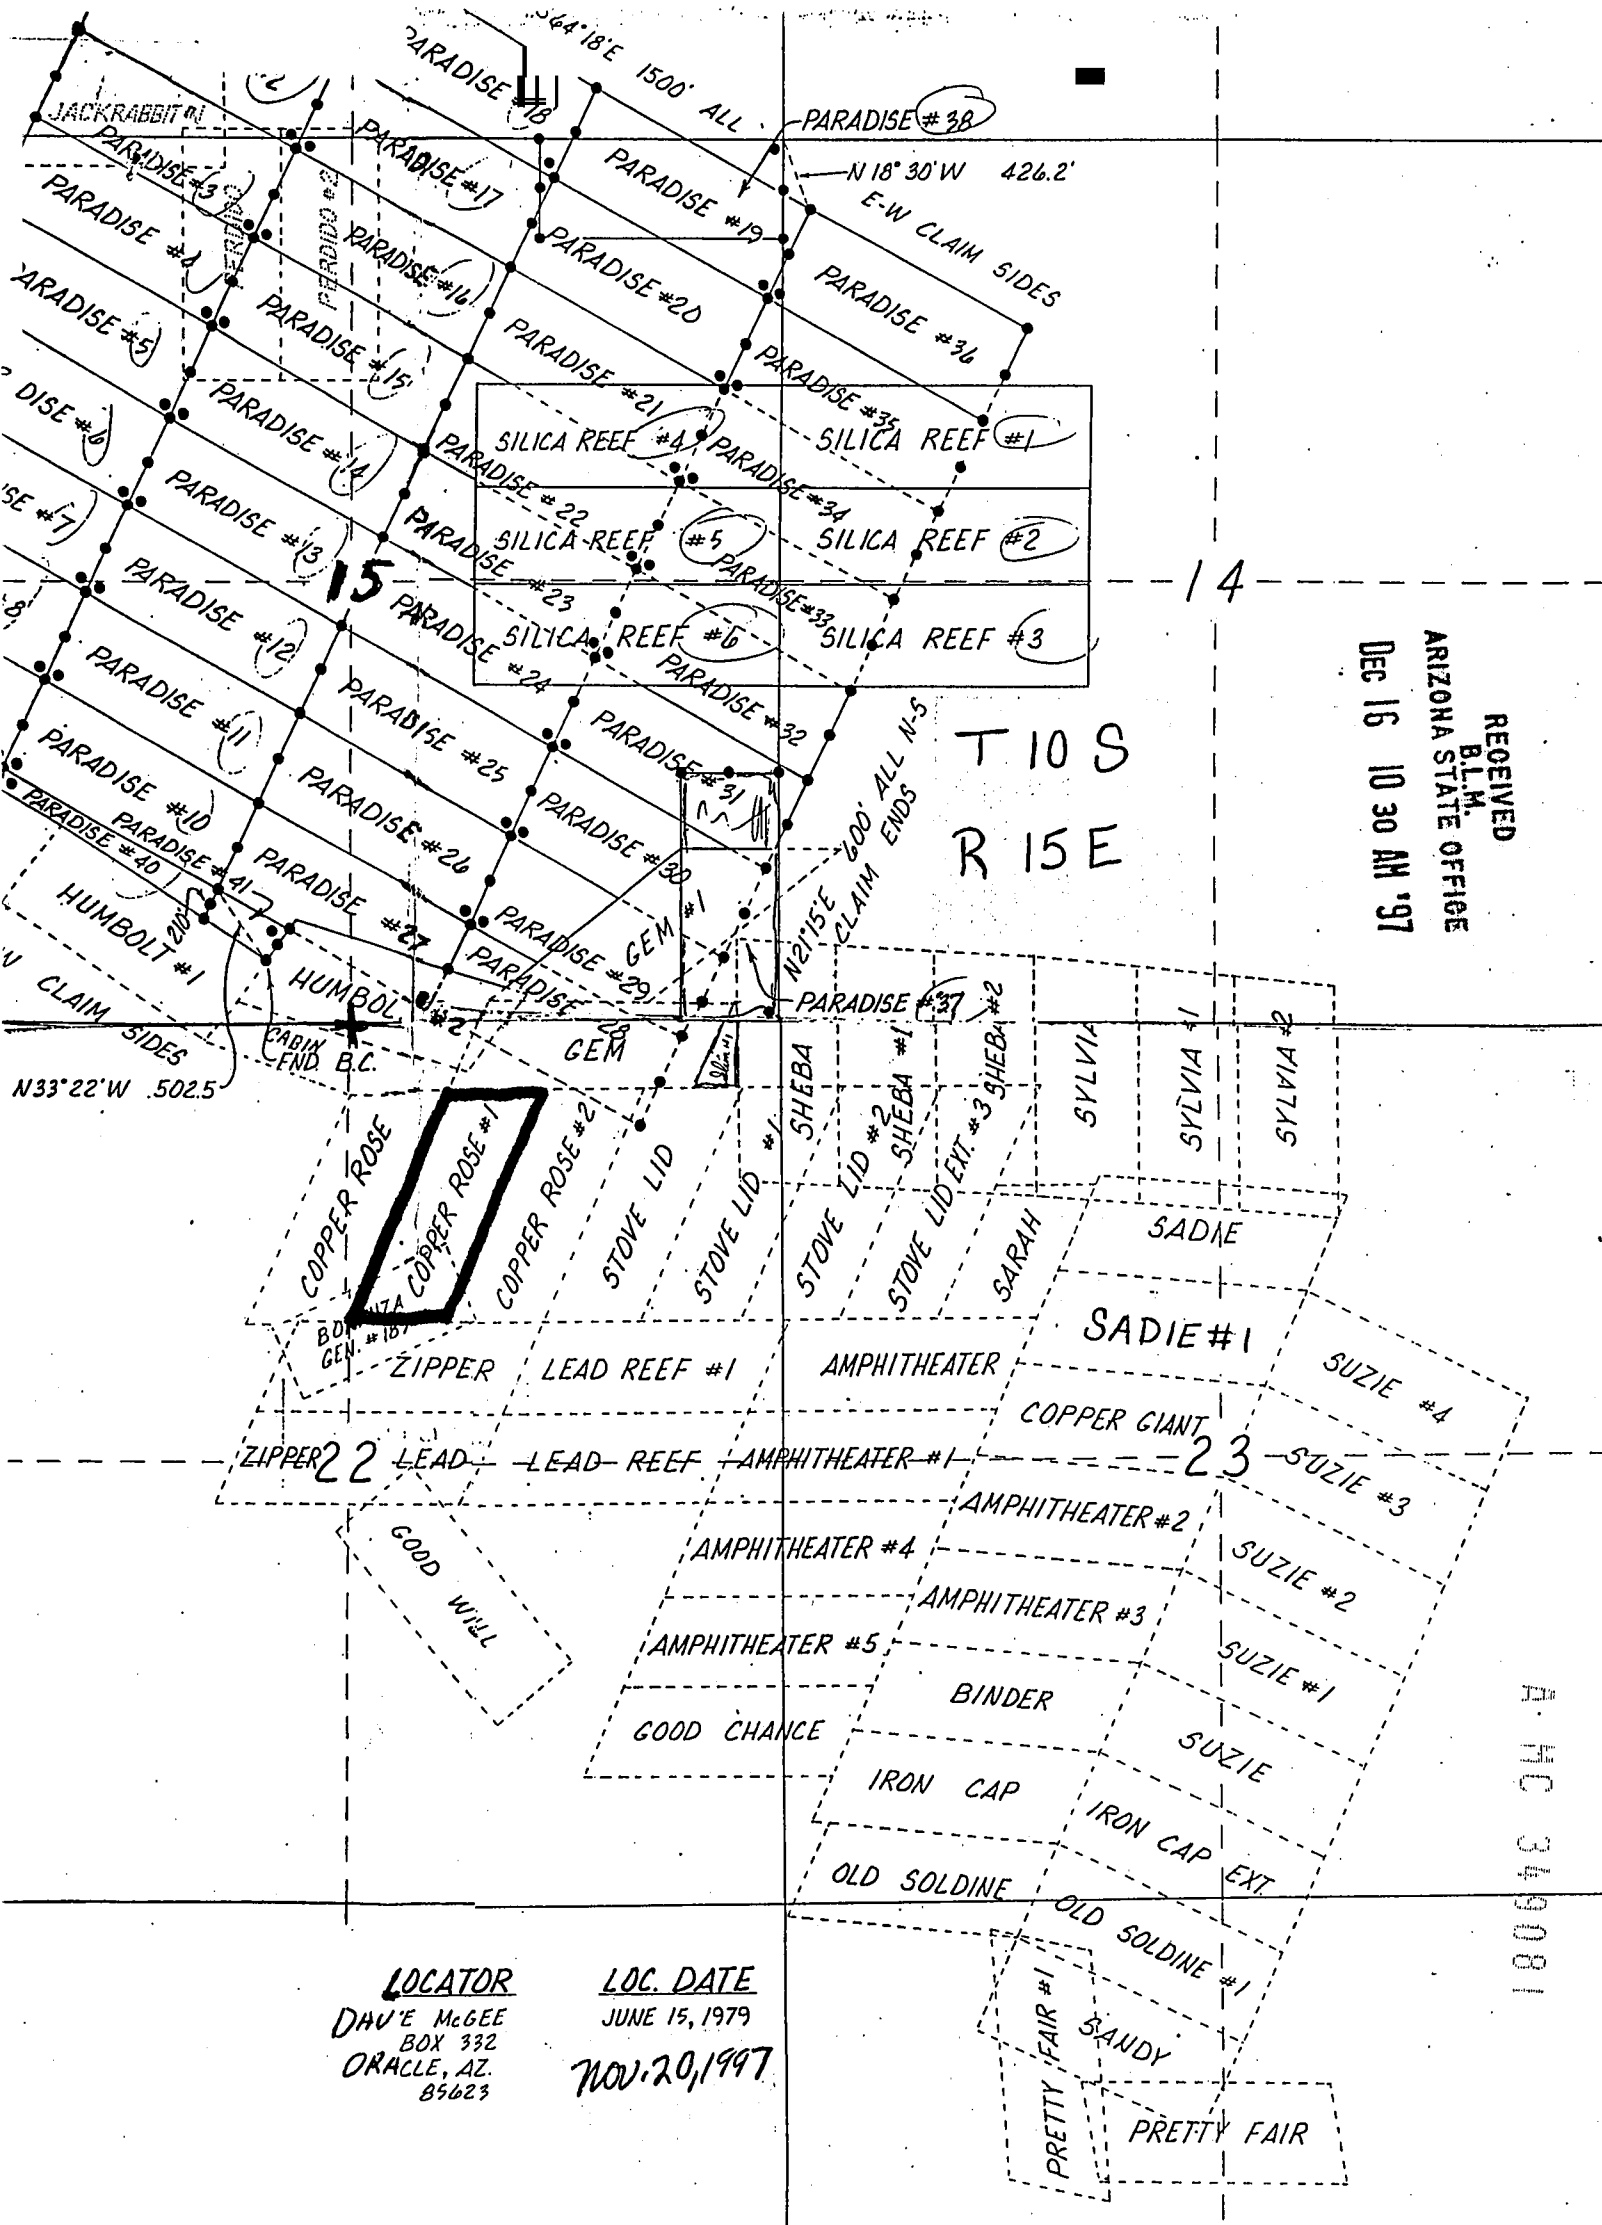 64°18'E 1500' ALL
E-W CLAIM SIDES
PARADISE #18
PARADISE #38
N 18° 30' W 426.2'
JACKRABBIT
PARADISE #3
PARADISE #17
PARADISE #19
PARADISE #4
PERDIDO #2
PARADISE #16
PARADISE #20
PARADISE #36
ARADISE #5
PARADISE #15
PARADISE #21
PARADISE #35
DISE #6
PARADISE #14
SILICA REEF #4
SILICA REEF #1
PARADISE #22
PARADISE #34
SE #7
PARADISE #13
SILICA REEF #5
SILICA REEF #2
PARADISE #23
PARADISE #33
15
14
8
PARADISE #12
PARADISE #24
SILICA REEF #6
SILICA REEF #3
PARADISE #11
PARADISE #25
PARADISE #32
T 10 S
R 15 E
RECEIVED
B.L.M.
ARIZONA STATE OFFICE
DEC 16 10 30 AM '97
PARADISE #10
PARADISE #26
PARADISE #31
PARADISE #40
PARADISE #41
PARADISE #30
N21°15'E 600' ALL N-S
CLAIM ENDS
HUMBOLT #1
210'
PARADISE #27
PARADISE #29
GEM #1
CLAIM SIDES
HUMBOL #2
PARADISE 28
PARADISE #37
CABIN
END. B.C.
N33°22'W .502.5
GEM
SHEBA
SHEBA #1
SHEBA #2
SYLVIA
SYLVIA #1
SYLVIA #2
COPPER ROSE
COPPER ROSE #1
COPPER ROSE #2
STOVE LID
STOVE LID #1
STOVE LID #2
STOVE LID EXT. #3
SARAH
SADIE
GEN. #187
ZIPPER
LEAD REEF #1
AMPHITHEATER
SADIE #1
SUZIE #4
COPPER GIANT
ZIPPER LEAD
22
LEAD REEF
AMPHITHEATER #1
23
SUZIE #3
GOOD WILL
AMPHITHEATER #4
AMPHITHEATER #2
SUZIE #2
AMPHITHEATER #5
AMPHITHEATER #3
SUZIE #1
GOOD CHANCE
BINDER
SUZIE
IRON CAP
IRON CAP EXT.
OLD SOLDINE
OLD SOLDINE #1
A MC 349081
LOCATOR
DAVE McGEE
BOX 332
ORACLE, AZ.
85623
LOC. DATE
JUNE 15, 1979
NOV. 20, 1997
PRETTY FAIR #1
SANDY
PRETTY FAIR